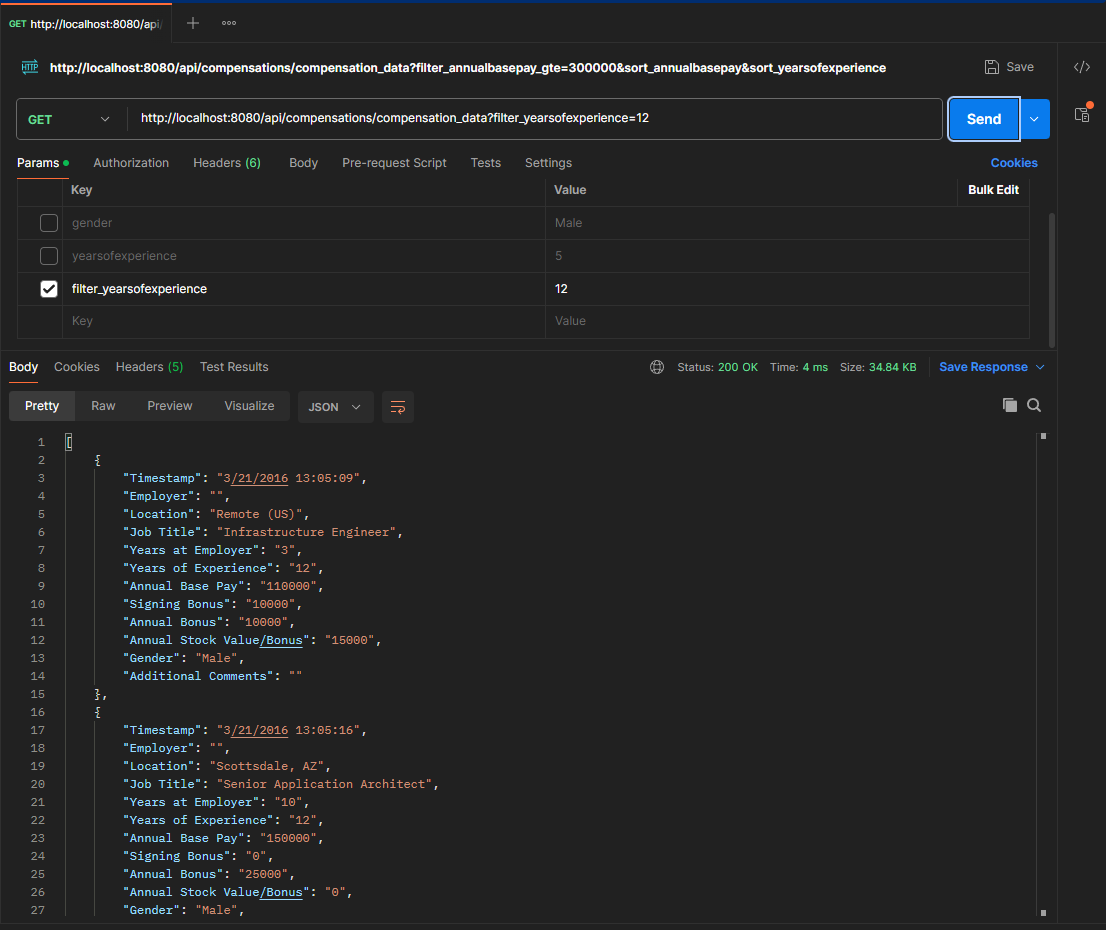 GET http://localhost:8080/api/
http://localhost:8080/api/compensations/compensation_data?filter_annualbasepay_gte=300000&sort_annualbasepay&sort_yearsofexperience Save
GET http://localhost:8080/api/compensations/compensation_data?filter_yearsofexperience=12 Send
Params Authorization Headers (6) Body Pre-request Script Tests Settings Cookies
Key Value Bulk Edit
gender Male
yearsofexperience 5
filter_yearsofexperience 12
Key Value
Body Cookies Headers (5) Test Results Status: 200 OK Time: 4 ms Size: 34.84 KB Save Response
Pretty Raw Preview Visualize JSON
1 [
2 {
3 "Timestamp": "3/21/2016 13:05:09",
4 "Employer": "",
5 "Location": "Remote (US)",
6 "Job Title": "Infrastructure Engineer",
7 "Years at Employer": "3",
8 "Years of Experience": "12",
9 "Annual Base Pay": "110000",
10 "Signing Bonus": "10000",
11 "Annual Bonus": "10000",
12 "Annual Stock Value/Bonus": "15000",
13 "Gender": "Male",
14 "Additional Comments": ""
15 },
16 {
17 "Timestamp": "3/21/2016 13:05:16",
18 "Employer": "",
19 "Location": "Scottsdale, AZ",
20 "Job Title": "Senior Application Architect",
21 "Years at Employer": "10",
22 "Years of Experience": "12",
23 "Annual Base Pay": "150000",
24 "Signing Bonus": "0",
25 "Annual Bonus": "25000",
26 "Annual Stock Value/Bonus": "0",
27 "Gender": "Male",